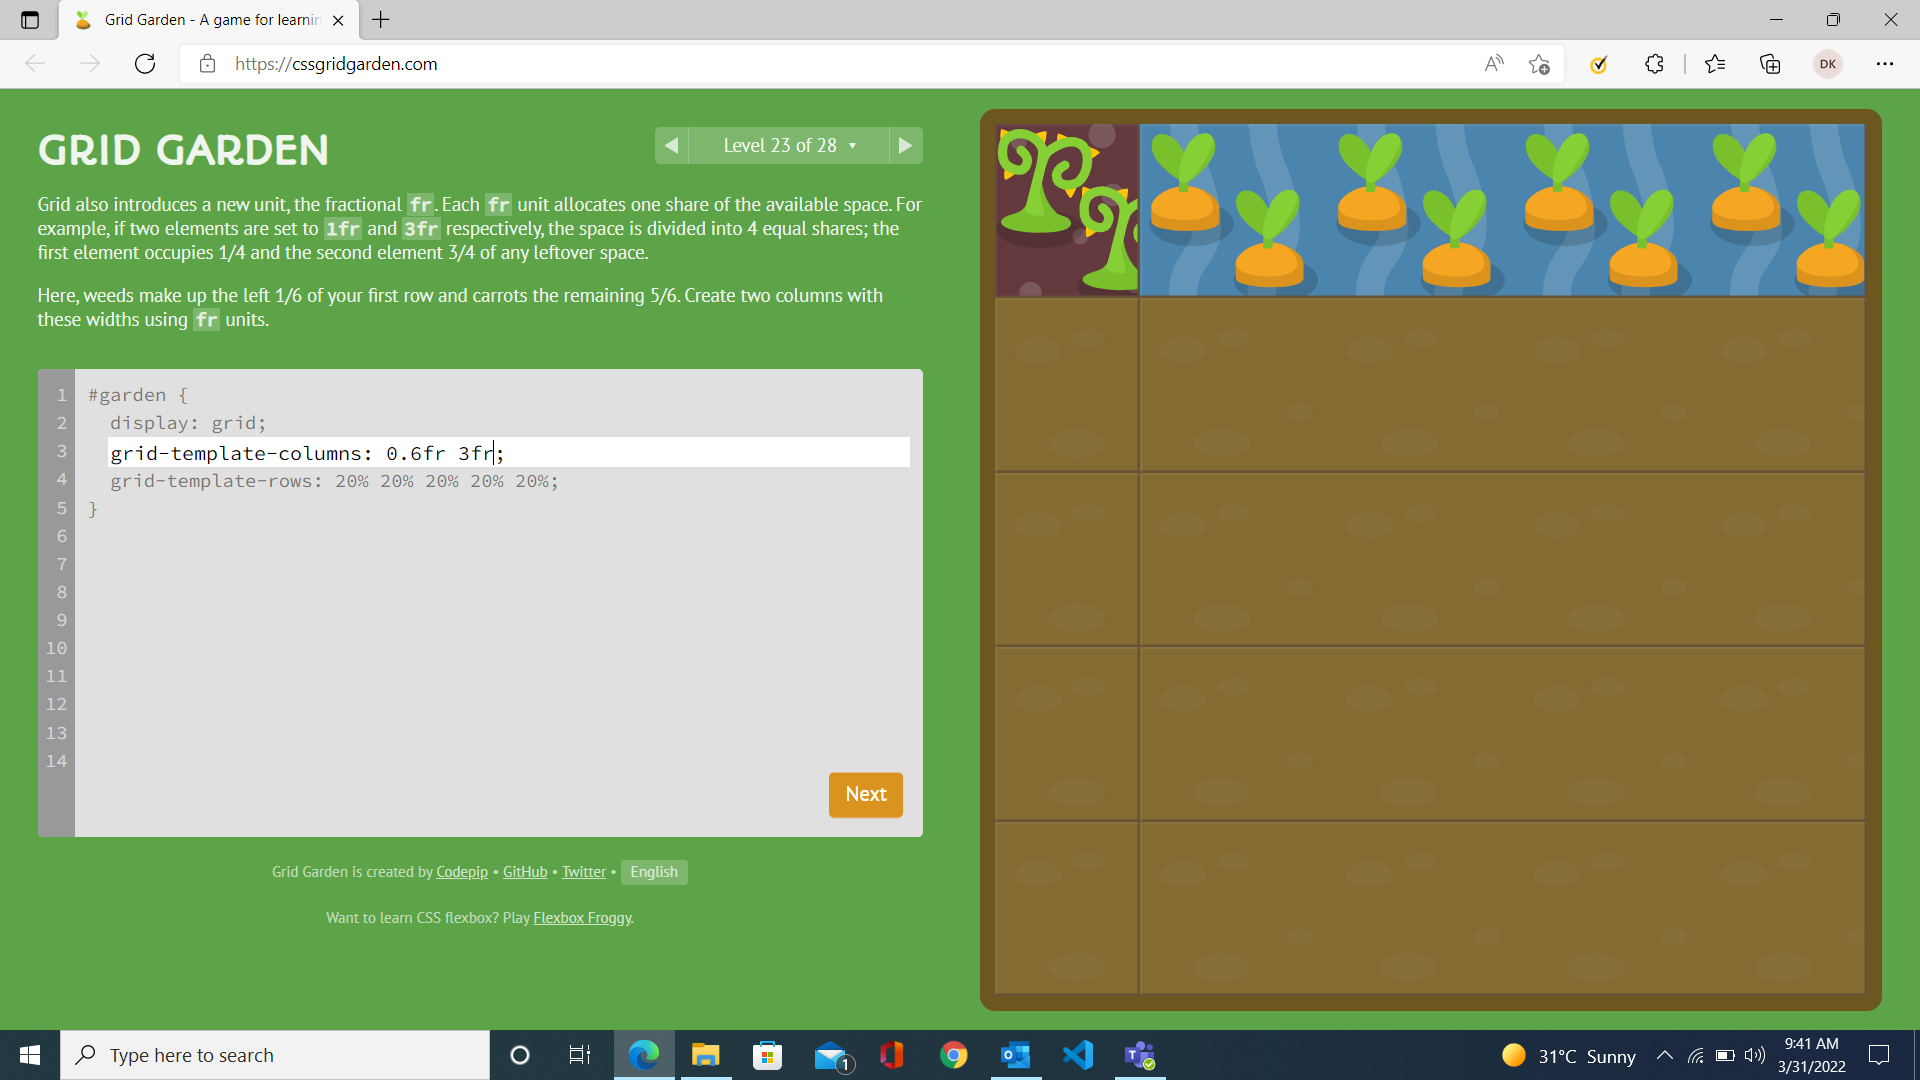 Grid Garden - A game for learnin
https://cssgridgarden.com
DK
GRID GARDEN
Level 23 of 28
Grid also introduces a new unit, the fractional fr. Each fr unit allocates one share of the available space. For
example, if two elements are set to 1fr and 3fr respectively, the space is divided into 4 equal shares; the
first element occupies 1/4 and the second element 3/4 of any leftover space.
Here, weeds make up the left 1/6 of your first row and carrots the remaining 5/6. Create two columns with
these widths using fr units.
1 #garden {
2 display: grid;
3 grid-template-columns: 0.6fr 3fr;
4 grid-template-rows: 20% 20% 20% 20% 20%;
5 }
6
7
8
9
10
11
12
13
14
Next
Grid Garden is created by Codepip • GitHub • Twitter • English
Want to learn CSS flexbox? Play Flexbox Froggy.
Type here to search
1
31°C Sunny
9:41 AM
3/31/2022